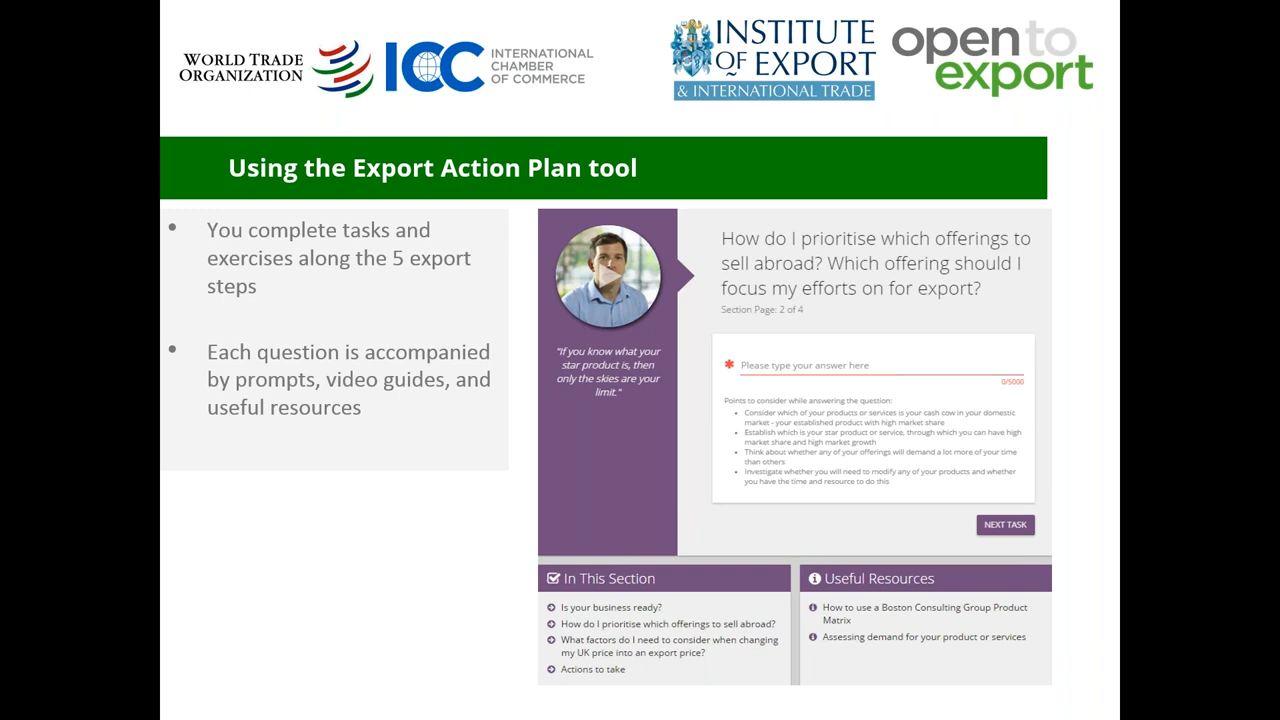 WORLD TRADE
ORGANIZATION
ICC
INTERNATIONAL
CHAMBER
OF COMMERCE
INSTITUTE
OF EXPORT
& INTERNATIONAL TRADE
open to
export
Using the Export Action Plan tool
• You complete tasks and
exercises along the 5 export
steps
• Each question is accompanied
by prompts, video guides, and
useful resources
"If you know what your
star product is, then
only the skies are your
limit."
How do I prioritise which offerings to
sell abroad? Which offering should I
focus my efforts on for export?
Section Page: 2 of 4
* Please type your answer here
0/5000
Points to consider while answering the question:
• Consider which of your products or services is your cash cow in your domestic
market - your established product with high market share
• Establish which is your star product or service, through which you can have high
market share and high market growth
• Think about whether any of your offerings will demand a lot more of your time
than others
• Investigate whether you will need to modify any of your products and whether
you have the time and resource to do this
NEXT TASK
In This Section
Is your business ready?
How do I prioritise which offerings to sell abroad?
What factors do I need to consider when changing
my UK price into an export price?
Actions to take
Useful Resources
How to use a Boston Consulting Group Product
Matrix
Assessing demand for your product or services